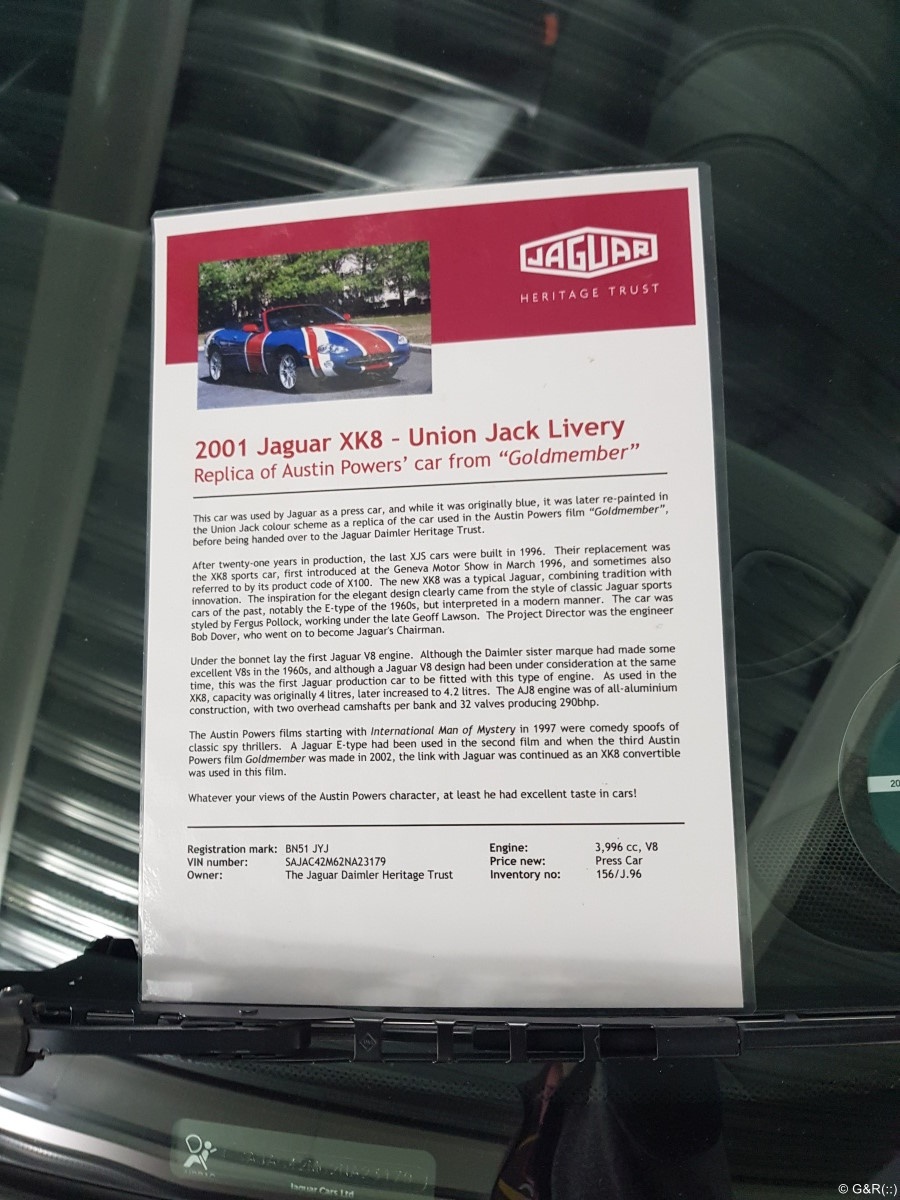 JAGUAR
HERITAGE TRUST
2001 Jaguar XK8 - Union Jack Livery
Replica of Austin Powers' car from "Goldmember"
This car was used by Jaguar as a press car, and while it was originally blue, it was later re-painted in
the Union Jack colour scheme as a replica of the car used in the Austin Powers film "Goldmember",
before being handed over to the Jaguar Daimler Heritage Trust.
After twenty-one years in production, the last XJS cars were built in 1996. Their replacement was
the XK8 sports car, first introduced at the Geneva Motor Show in March 1996, and sometimes also
referred to by its product code of X100. The new XK8 was a typical Jaguar, combining tradition with
innovation. The inspiration for the elegant design clearly came from the style of classic Jaguar sports
cars of the past, notably the E-type of the 1960s, but interpreted in a modern manner. The car was
styled by Fergus Pollock, working under the late Geoff Lawson. The Project Director was the engineer
Bob Dover, who went on to become Jaguar's Chairman.
Under the bonnet lay the first Jaguar V8 engine. Although the Daimler sister marque had made some
excellent V8s in the 1960s, and although a Jaguar V8 design had been under consideration at the same
time, this was the first Jaguar production car to be fitted with this type of engine. As used in the
XK8, capacity was originally 4 litres, later increased to 4.2 litres. The AJ8 engine was of all-aluminium
construction, with two overhead camshafts per bank and 32 valves producing 290bhp.
The Austin Powers films starting with International Man of Mystery in 1997 were comedy spoofs of
classic spy thrillers. A Jaguar E-type had been used in the second film and when the third Austin
Powers film Goldmember was made in 2002, the link with Jaguar was continued as an XK8 convertible
was used in this film.
Whatever your views of the Austin Powers character, at least he had excellent taste in cars!
Registration mark: BN51 JYJ Engine: 3,996 cc, V8
VIN number: SAJAC42M62NA23179 Price new: Press Car
Owner: The Jaguar Daimler Heritage Trust Inventory no: 156/J.96
20
Jaguar Cars Ltd
© G&R(::)